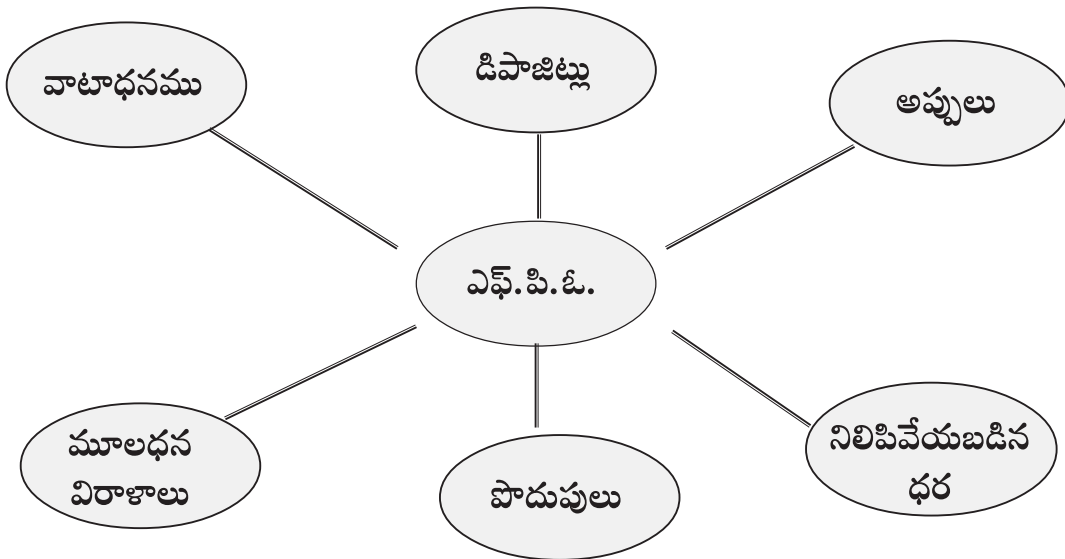 వాటాధనము
డిపాజిట్లు
అప్పులు
ఎఫ్.పి.ఓ.
మూలధన
విరాళాలు
పొదుపులు
నిలిపివేయబడిన
ధర